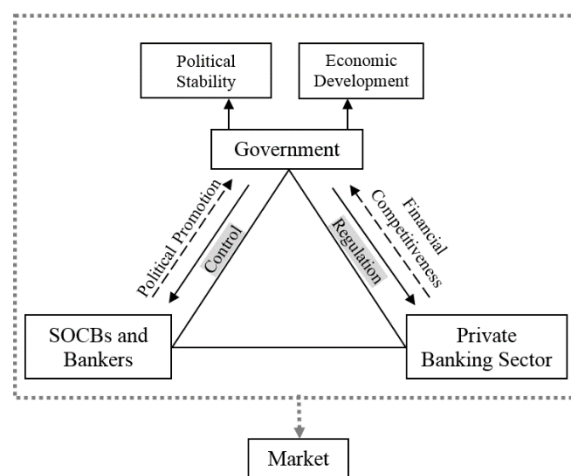 Political
Stability
Economic
Development
Government
Political Promotion
Control
Regulation
Financial
Competitiveness
SOCBs and
Bankers
Private
Banking Sector
Market